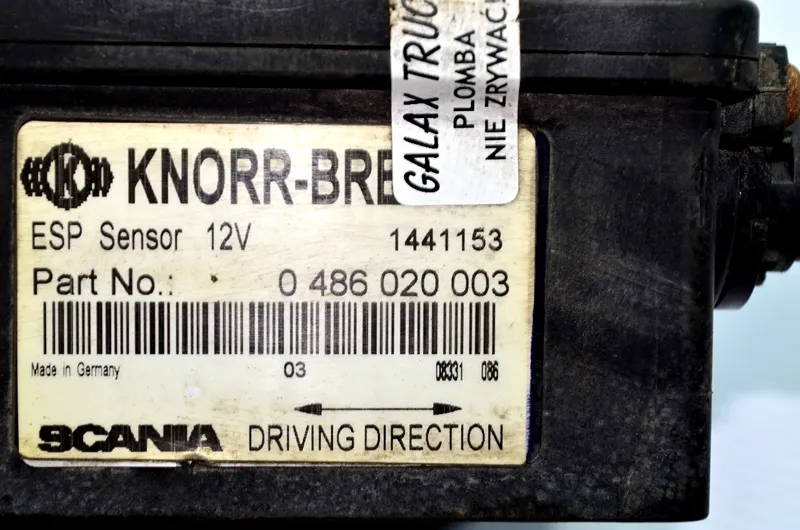 GALAX TRUC
PLOMBA
NIE ZRYWAĆ!
KNORR-BRE
ESP Sensor 12V 1441153
Part No.: 0 486 020 003
Made in Germany 03 08331 086
SCANIA DRIVING DIRECTION